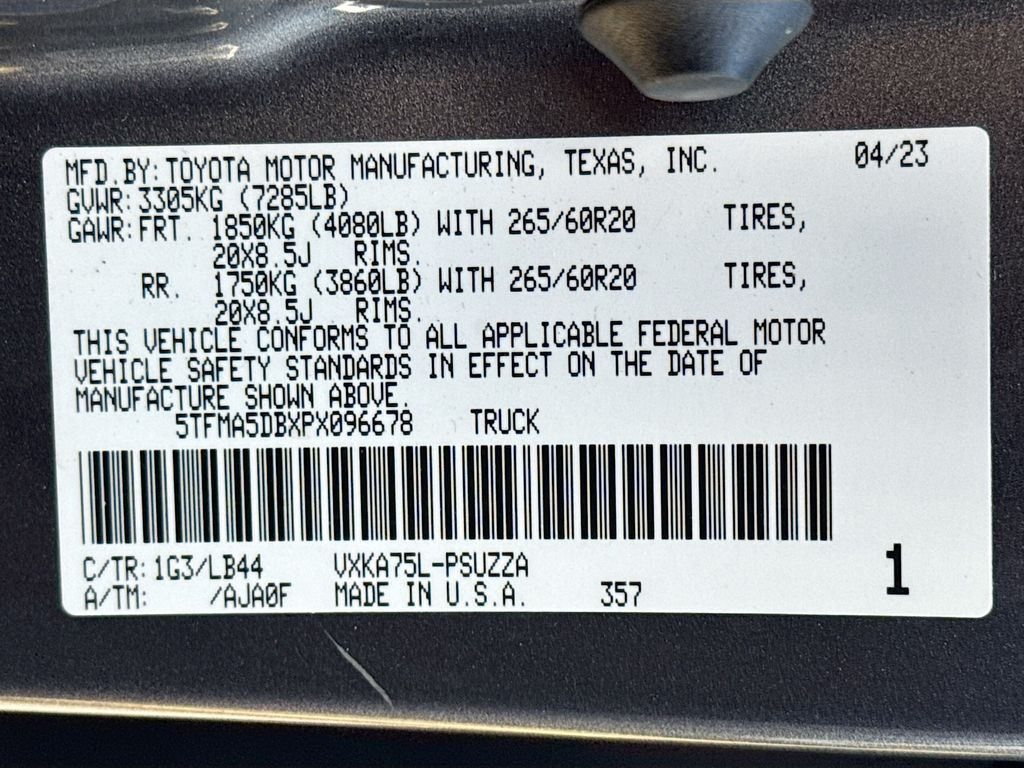 MFD.BY: TOYOTA MOTOR MANUFACTURING, TEXAS, INC. 04/23
GVWR: 3305KG (7285LB)
GAWR: FRT. 1850KG (4080LB) WITH 265/60R20 TIRES,
20X8.5J RIMS.
RR. 1750KG (3860LB) WITH 265/60R20 TIRES,
20X8.5J RIMS.
THIS VEHICLE CONFORMS TO ALL APPLICABLE FEDERAL MOTOR
VEHICLE SAFETY STANDARDS IN EFFECT ON THE DATE OF
MANUFACTURE SHOWN ABOVE.
5TFMA5DBXPX096678 TRUCK
C/TR: 1G3/LB44 VXKA75L-PSUZZA 1
A/TM: /AJA0F MADE IN U.S.A. 357